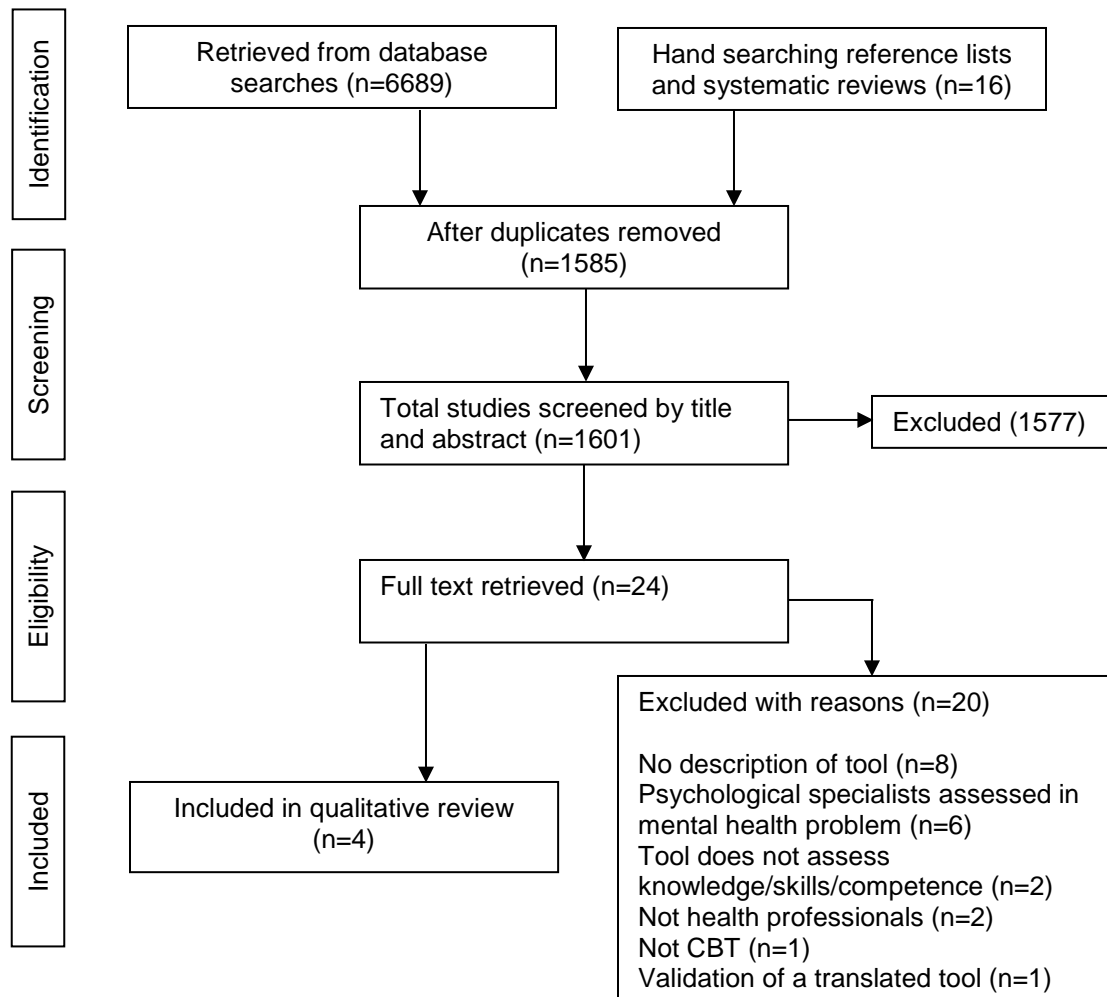 Identification
Retrieved from database
searches (n=6689)
Hand searching reference lists
and systematic reviews (n=16)
After duplicates removed
(n=1585)
Screening
Total studies screened by title
and abstract (n=1601)
Excluded (1577)
Eligibility
Full text retrieved (n=24)
Excluded with reasons (n=20)
No description of tool (n=8)
Psychological specialists assessed in
mental health problem (n=6)
Tool does not assess
knowledge/skills/competence (n=2)
Not health professionals (n=2)
Not CBT (n=1)
Validation of a translated tool (n=1)
Included
Included in qualitative review
(n=4)